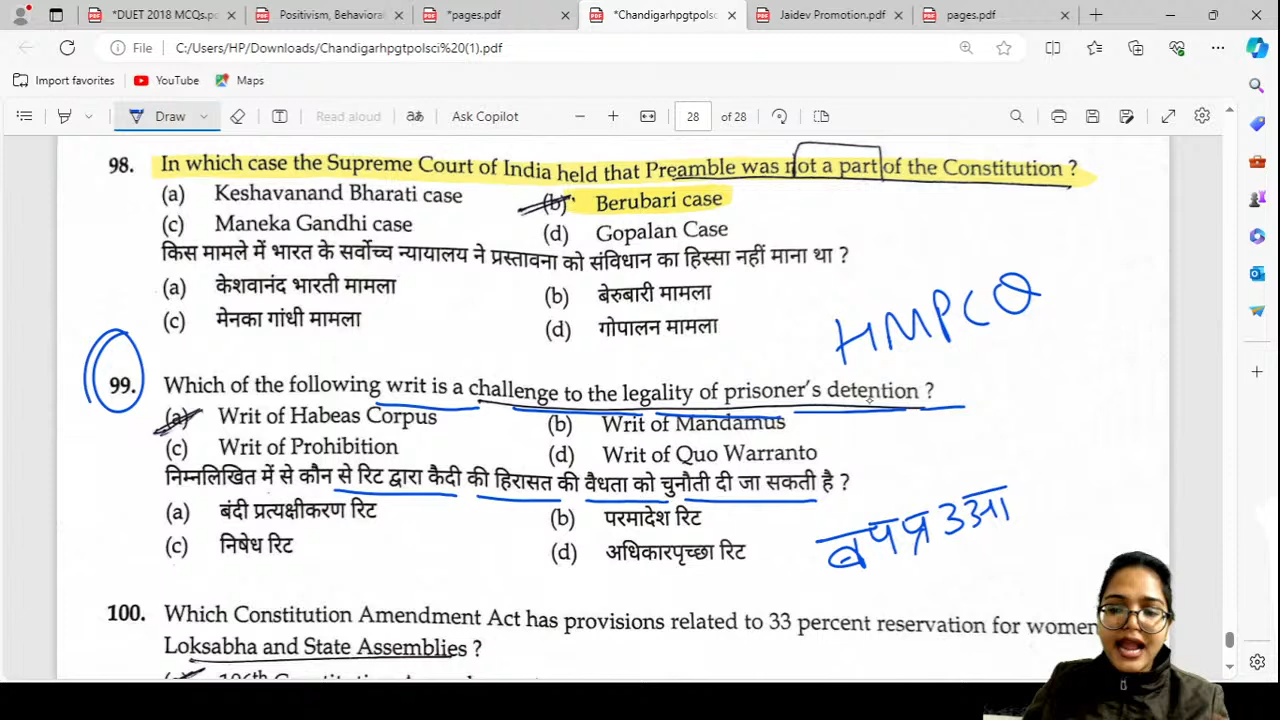 *DUET 2018 MCQs.p
Positivism, Behaviora
*pages.pdf
*Chandigarhpgtpolsci
Jaidev Promotion.pdf
pages.pdf
File
C:/Users/HP/Downloads/Chandigarhpgtpolsci%20(1).pdf
Import favorites
YouTube
Maps
Draw
Read aloud
Ask Copilot
28
of 28
98. In which case the Supreme Court of India held that Preamble was not a part of the Constitution ?
(a) Keshavanand Bharati case
(b) Berubari case
(c) Maneka Gandhi case
(d) Gopalan Case
किस मामले में भारत के सर्वोच्च न्यायालय ने प्रस्तावना को संविधान का हिस्सा नहीं माना था ?
(a) केशवानंद भारती मामला
(b) बेरुबारी मामला
(c) मेनका गांधी मामला
(d) गोपालन मामला
HMPCQ
99. Which of the following writ is a challenge to the legality of prisoner's detention ?
(a) Writ of Habeas Corpus
(b) Writ of Mandamus
(c) Writ of Prohibition
(d) Writ of Quo Warranto
निम्नलिखित में से कौन से रिट द्वारा कैदी की हिरासत की वैधता को चुनौती दी जा सकती है ?
(a) बंदी प्रत्यक्षीकरण रिट
(b) परमादेश रिट
(c) निषेध रिट
(d) अधिकारपृच्छा रिट
ब प प्र उ आ
100. Which Constitution Amendment Act has provisions related to 33 percent reservation for women
Loksabha and State Assemblies ?